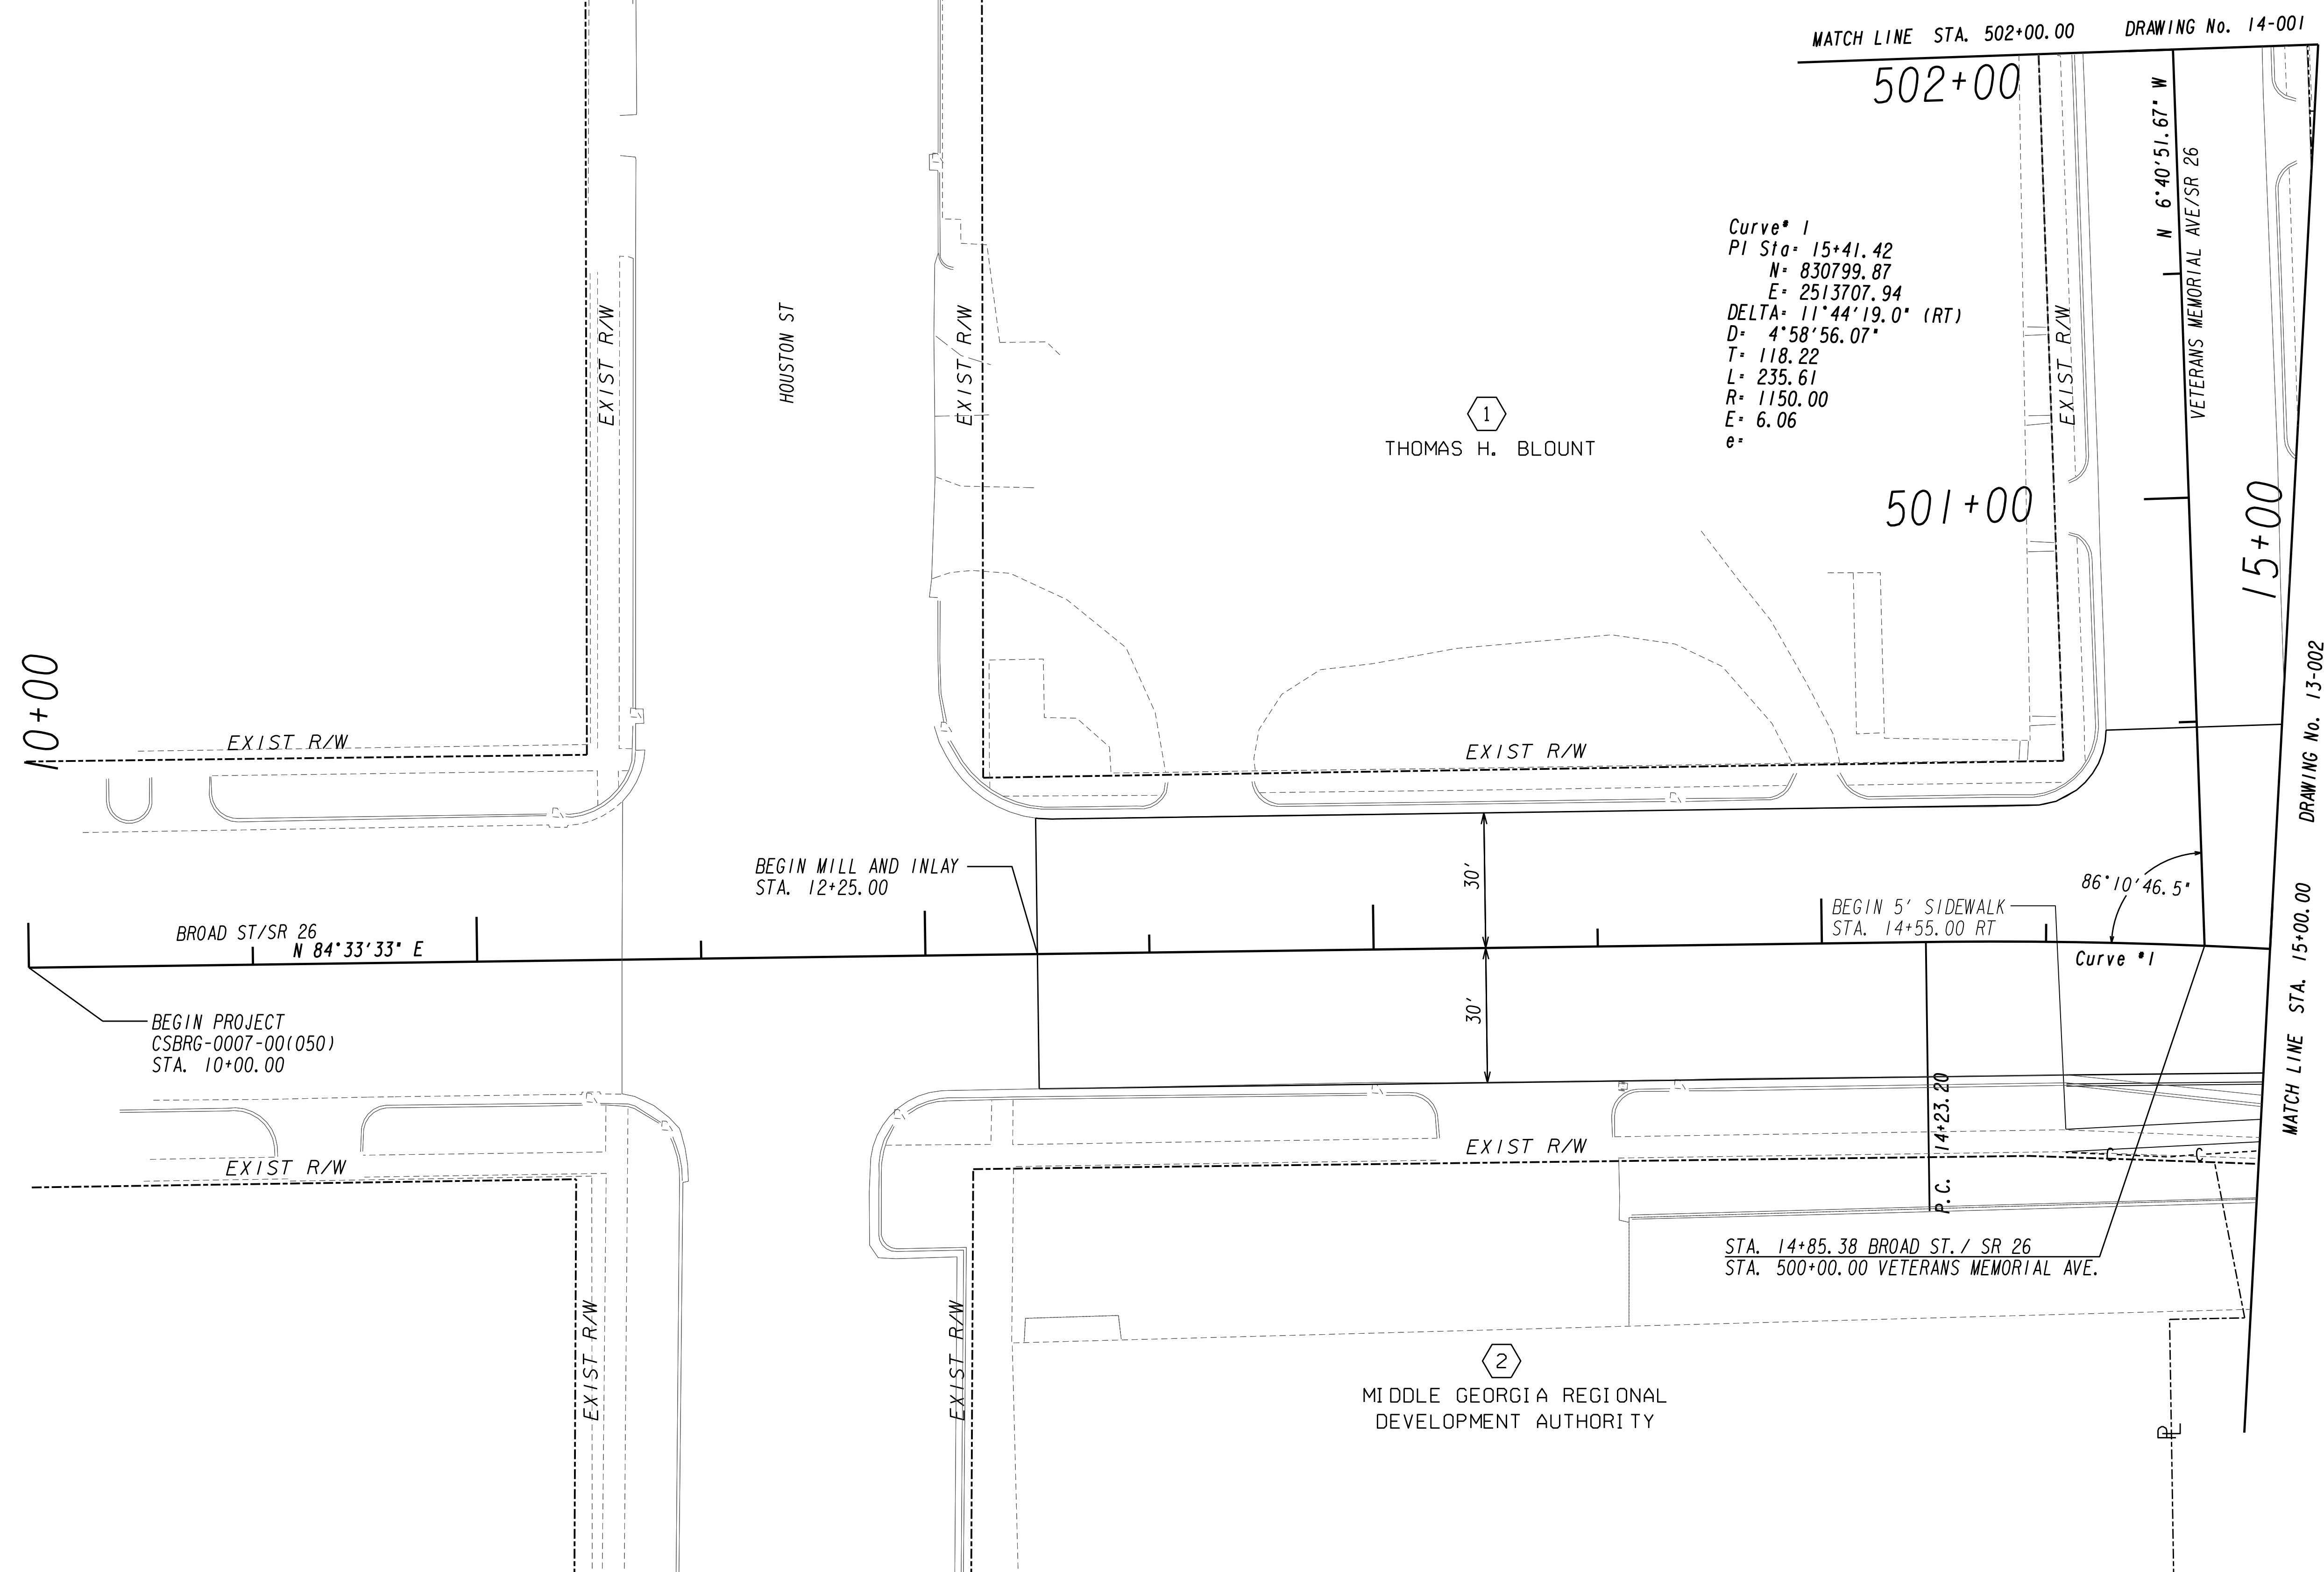 MATCH LINE STA. 502+00.00 DRAWING No. 14-001
502+00
N 6°40'51.67" W
VETERANS MEMORIAL AVE/SR 26
Curve# 1
PI Sta= 15+41.42
N= 830799.87
E= 2513707.94
DELTA= 11°44'19.0" (RT)
D= 4°58'56.07"
T= 118.22
L= 235.61
R= 1150.00
E= 6.06
e=
EXIST R/W
HOUSTON ST
EXIST R/W
EXIST R/W
1
THOMAS H. BLOUNT
501+00
15+00
10+00
EXIST R/W
EXIST R/W
BEGIN MILL AND INLAY
STA. 12+25.00
30'
86°10'46.5"
BEGIN 5' SIDEWALK
STA. 14+55.00 RT
BROAD ST/SR 26
N 84°33'33" E
Curve #1
30'
BEGIN PROJECT
CSBRG-0007-00(050)
STA. 10+00.00
P.C. 14+23.20
EXIST R/W
EXIST R/W
C
C
STA. 14+85.38 BROAD ST./ SR 26
STA. 500+00.00 VETERANS MEMORIAL AVE.
MATCH LINE STA. 15+00.00 DRAWING No. 13-002
EXIST R/W
EXIST R/W
2
MIDDLE GEORGIA REGIONAL
DEVELOPMENT AUTHORITY
PL